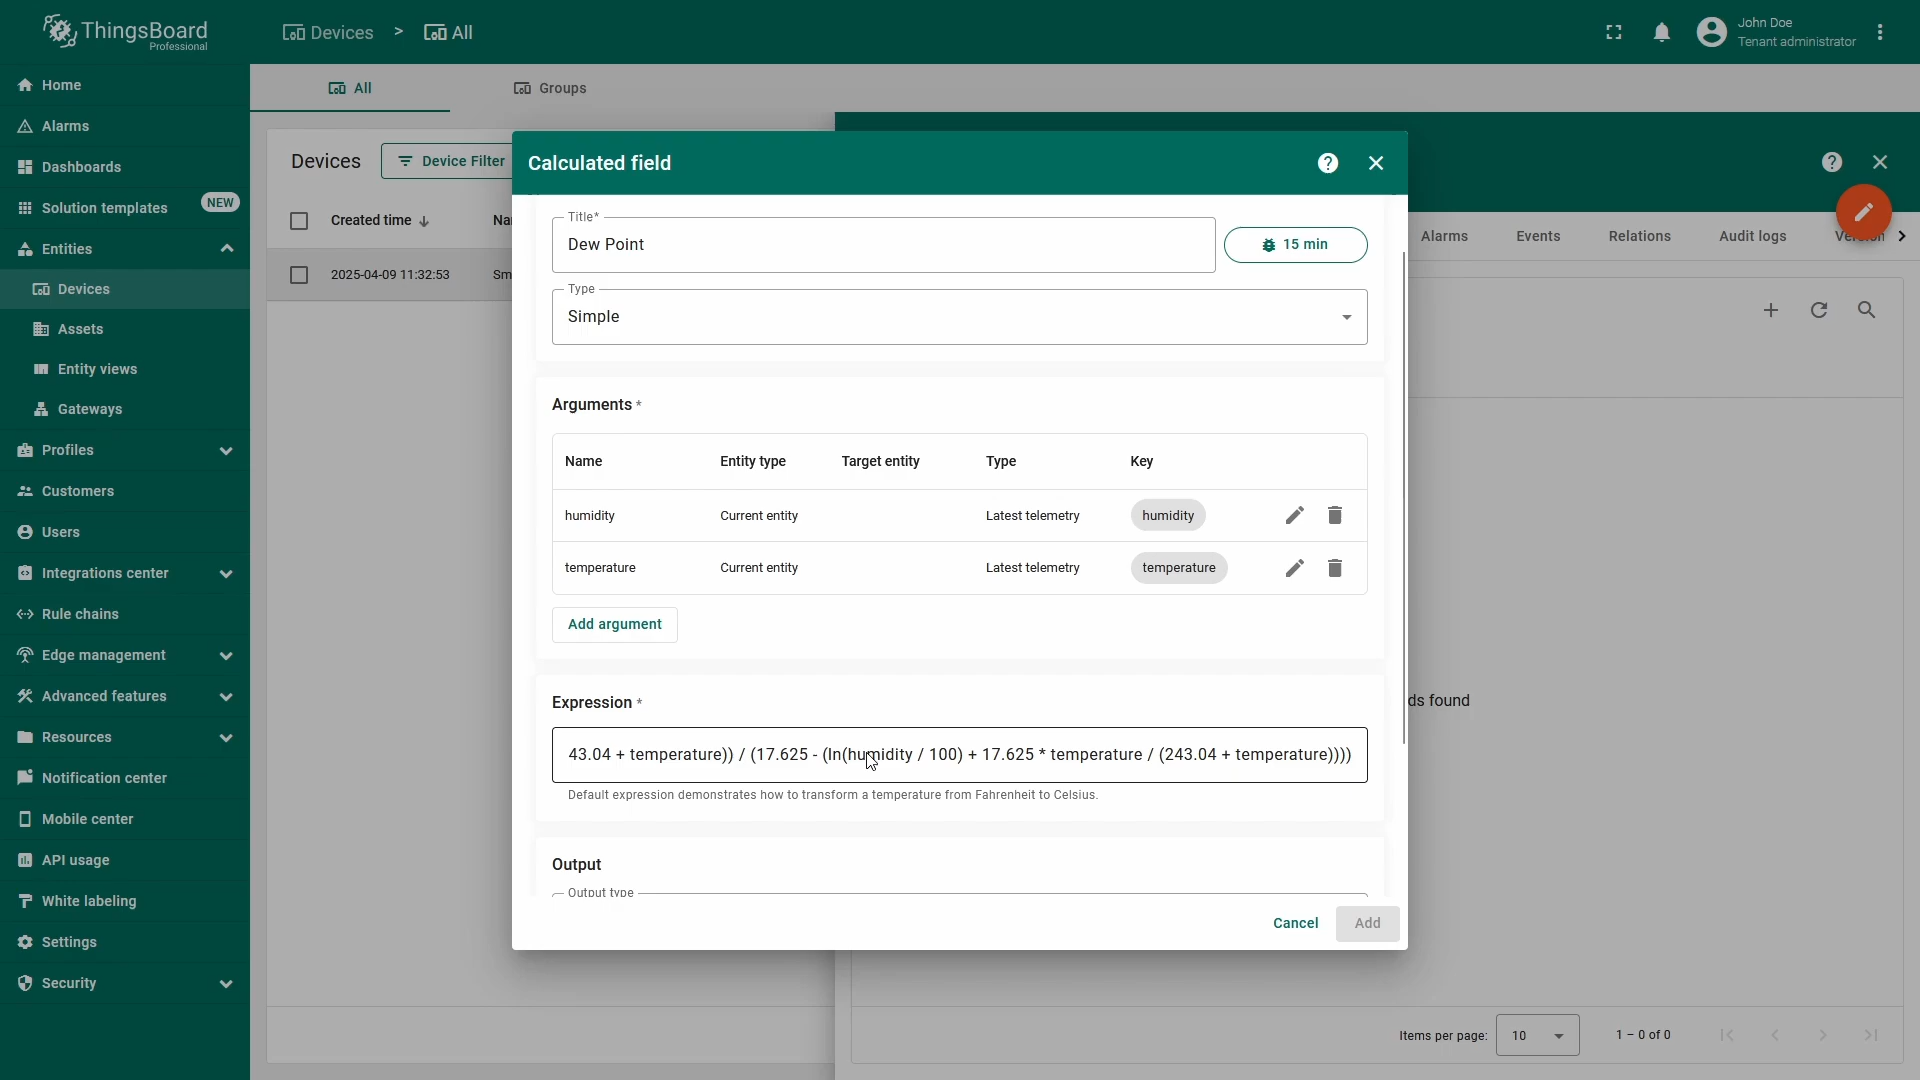 ThingsBoard
Professional
Devices > All
John Doe
Tenant administrator
Home
Alarms
Dashboards
Solution templates NEW
Entities
Devices
Assets
Entity views
Gateways
Profiles
Customers
Users
Integrations center
Rule chains
Edge management
Advanced features
Resources
Notification center
Mobile center
API usage
White labeling
Settings
Security
All Groups
Devices Device Filter
Created time
2025-04-09 11:32:53 Sm
Alarms Events Relations Audit logs
ds found
Items per page: 10 1 – 0 of 0
Calculated field
Title*
Dew Point
15 min
Type
Simple
Arguments *
Name Entity type Target entity Type Key
humidity Current entity Latest telemetry humidity
temperature Current entity Latest telemetry temperature
Add argument
Expression *
43.04 + temperature)) / (17.625 - (ln(humidity / 100) + 17.625 * temperature / (243.04 + temperature))))
Default expression demonstrates how to transform a temperature from Fahrenheit to Celsius.
Output
Output type
Cancel Add